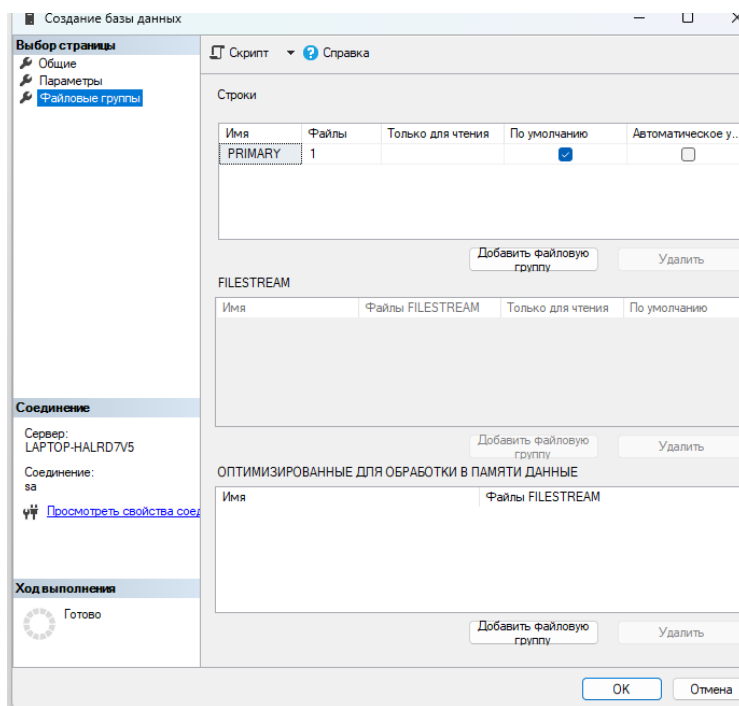 Создание базы данных
Выбор страницы
Общие
Параметры
Файловые группы
Скрипт
Справка
Строки
Имя Файлы Только для чтения По умолчанию Автоматическое у...
PRIMARY 1
Добавить файловую группу
Удалить
FILESTREAM
Имя Файлы FILESTREAM Только для чтения По умолчанию
Добавить файловую группу
Удалить
ОПТИМИЗИРОВАННЫЕ ДЛЯ ОБРАБОТКИ В ПАМЯТИ ДАННЫЕ
Имя Файлы FILESTREAM
Добавить файловую группу
Удалить
Соединение
Сервер:
LAPTOP-HALRD7V5
Соединение:
sa
Просмотреть свойства соед
Ход выполнения
Готово
OK Отмена